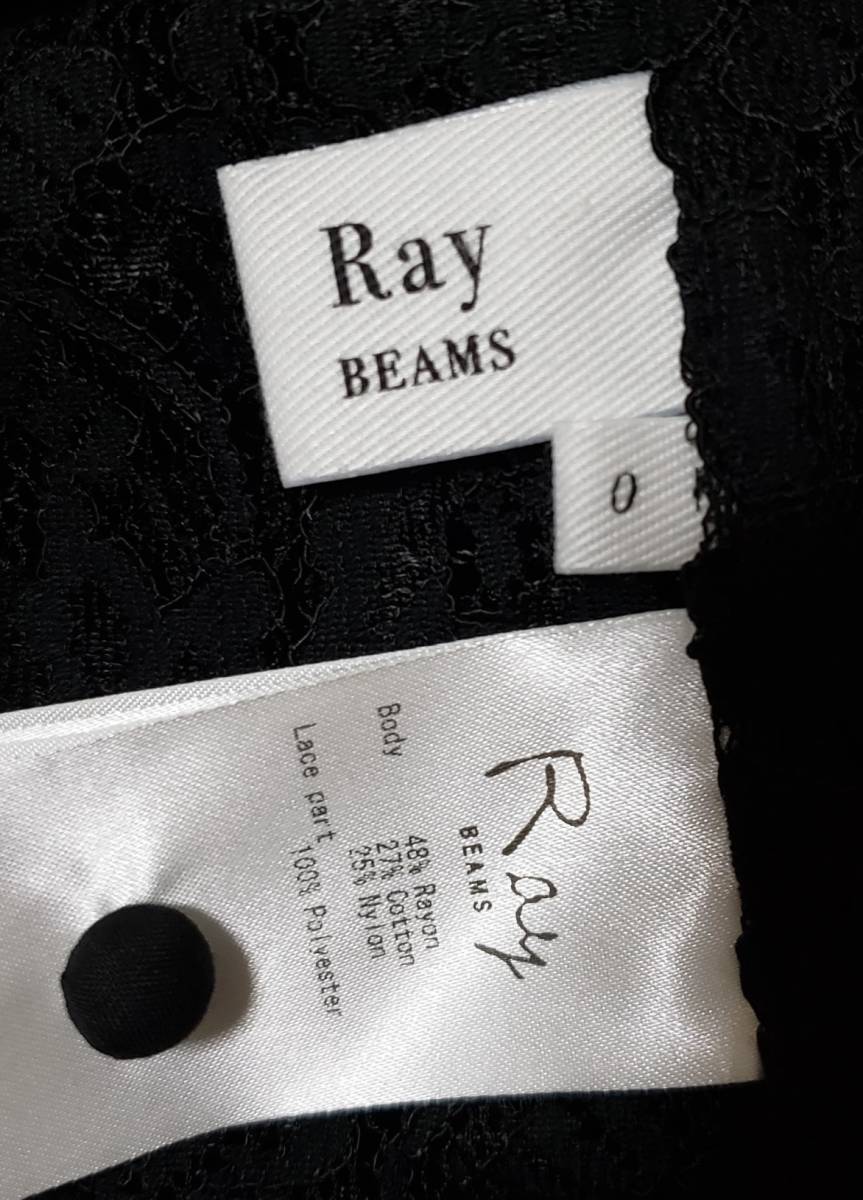 Ray
BEAMS
0
Ray
BEAMS
Body
48% Rayon
27% Cotton
25% Nylon
Lace part
100% Polyester